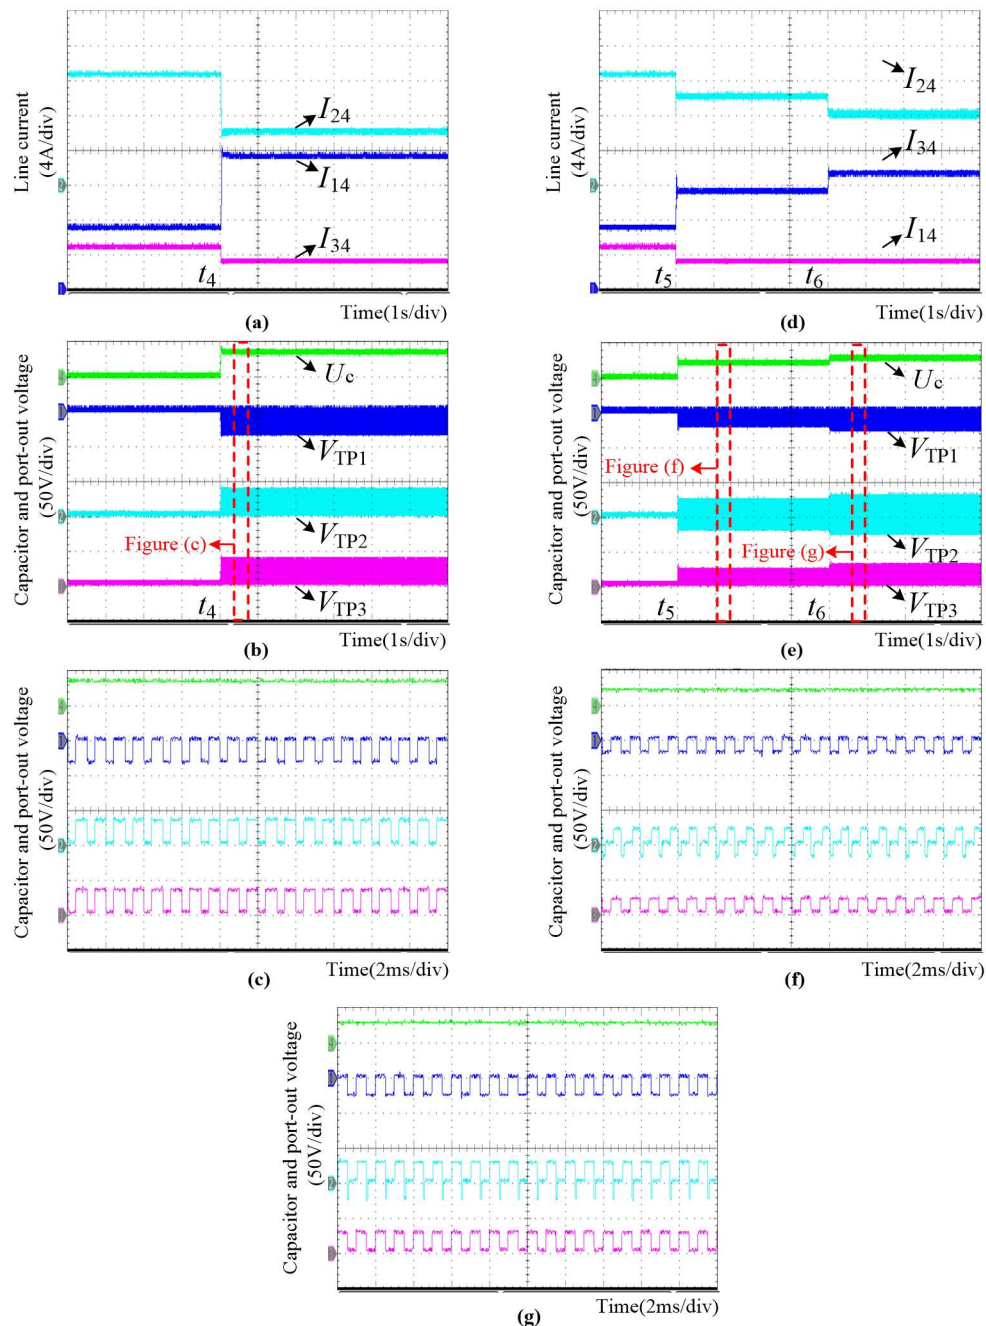 Line current
(4A/div)
I24
I14
I34
t4
Time(1s/div)
(a)
Line current
(4A/div)
I24
I34
I14
t5
t6
Time(1s/div)
(d)
Capacitor and port-out voltage
(50V/div)
Uc
VTP1
VTP2
Figure (c)
VTP3
t4
Time(1s/div)
(b)
Capacitor and port-out voltage
(50V/div)
Uc
VTP1
Figure (f)
VTP2
Figure (g)
VTP3
t5
t6
Time(1s/div)
(e)
Capacitor and port-out voltage
(50V/div)
Time(2ms/div)
(c)
Capacitor and port-out voltage
(50V/div)
Time(2ms/div)
(f)
Capacitor and port-out voltage
(50V/div)
Time(2ms/div)
(g)